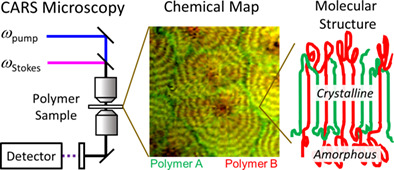 CARS Microscopy
ωpump
ωStokes
Polymer
Sample
Detector
Chemical Map
Polymer A Polymer B
Molecular
Structure
Crystalline
Amorphous